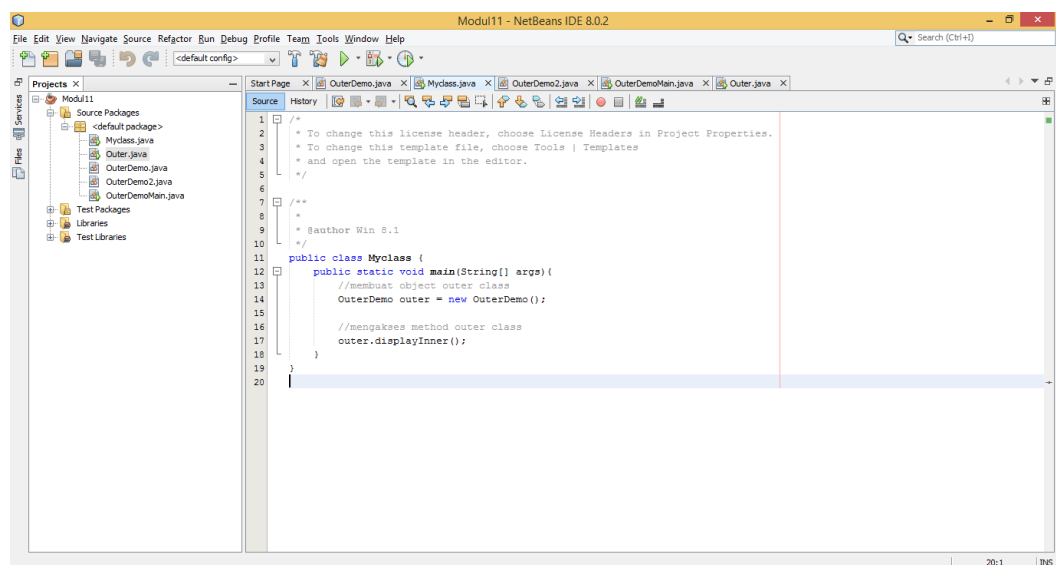 Modul11 - NetBeans IDE 8.0.2
File Edit View Navigate Source Refactor Run Debug Profile Team Tools Window Help
Search (Ctrl+I)
<default config>
Projects
Start Page OuterDemo.java Myclass.java OuterDemo2.java OuterDemoMain.java Outer.java
Services
Files
Modul11
Source Packages
<default package>
Myclass.java
Outer.java
OuterDemo.java
OuterDemo2.java
OuterDemoMain.java
Test Packages
Libraries
Test Libraries
Source History
1 /*
2 * To change this license header, choose License Headers in Project Properties.
3 * To change this template file, choose Tools | Templates
4 * and open the template in the editor.
5 */
6
7 /**
8 *
9 * @author Win 8.1
10 */
11 public class Myclass {
12 public static void main(String[] args){
13 //membuat object outer class
14 OuterDemo outer = new OuterDemo();
15
16 //mengakses method outer class
17 outer.displayInner();
18 }
19 }
20
20:1 INS